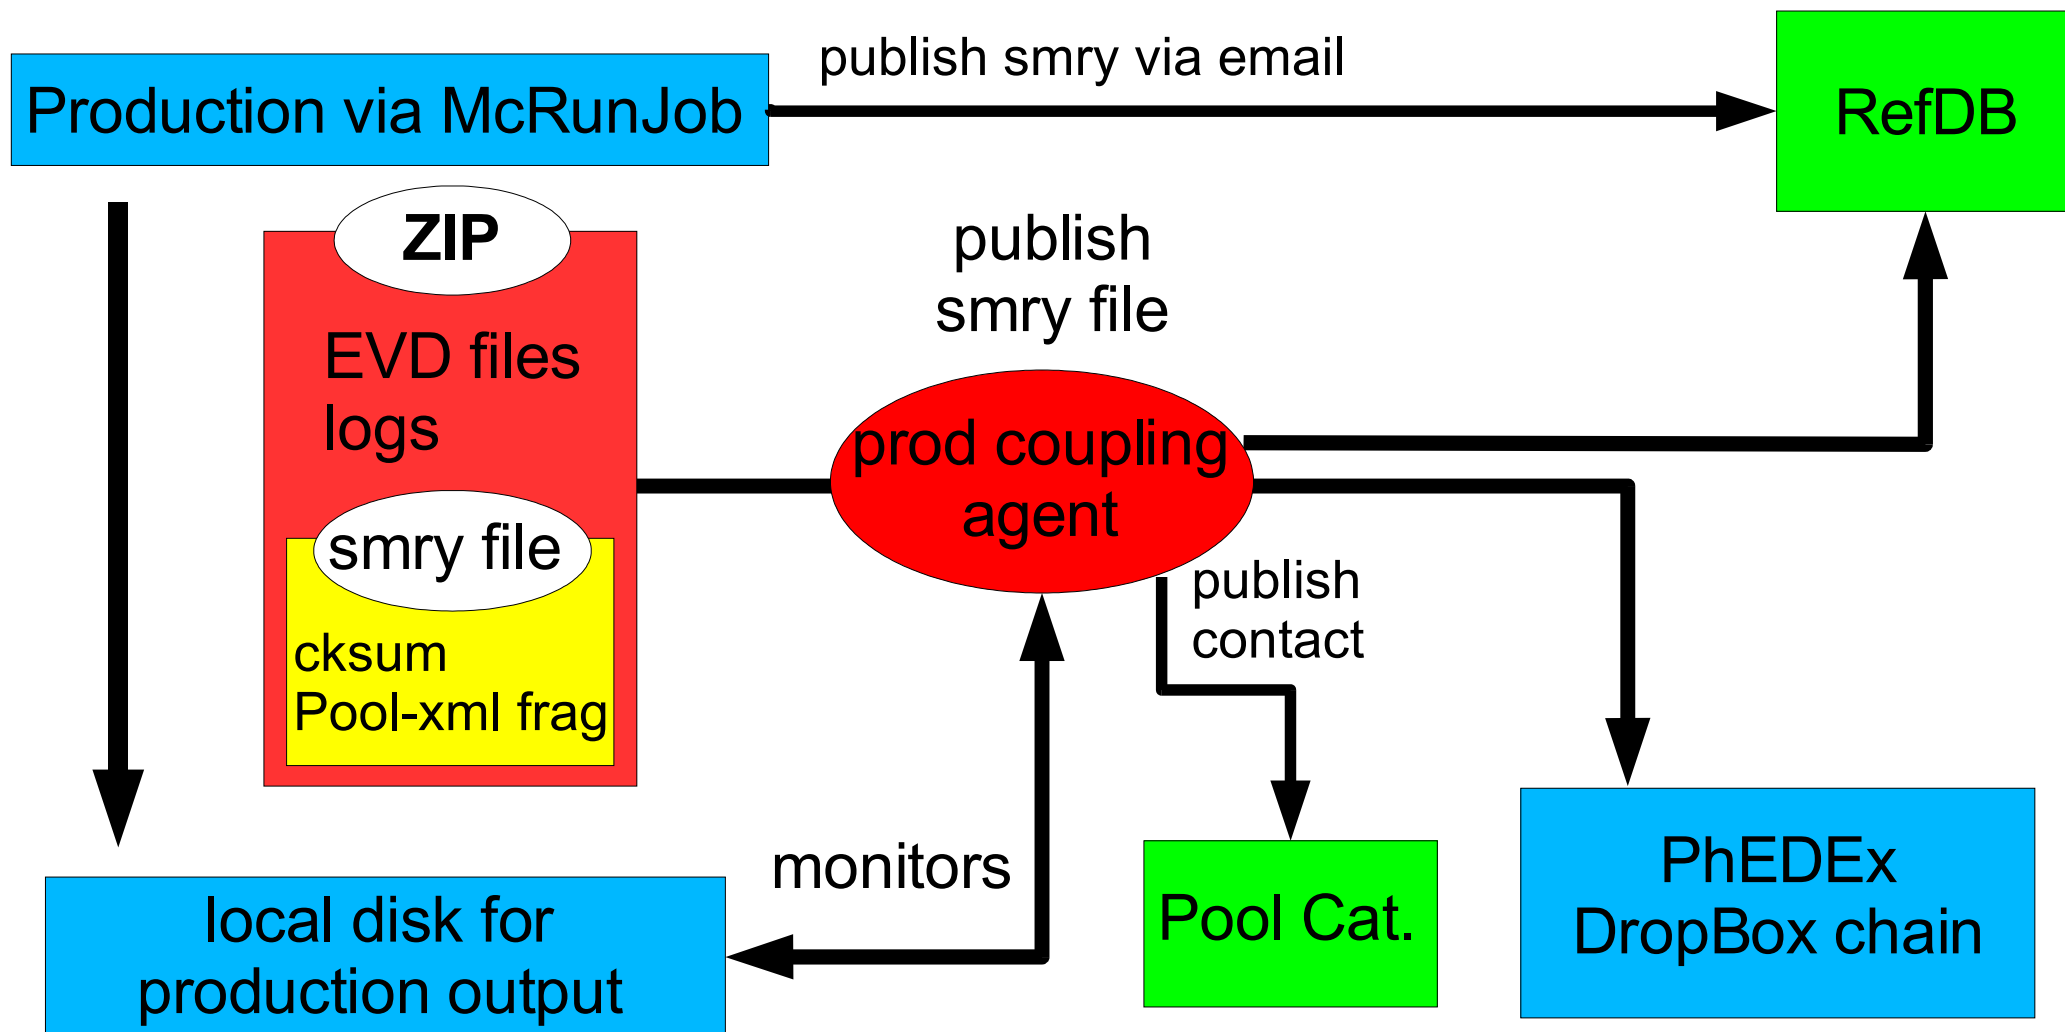 publish smry via email
Production via McRunJob
RefDB
ZIP
publish
smry file
EVD files
logs
prod coupling
agent
smry file
publish
contact
cksum
Pool-xml frag
monitors
PhEDEx
DropBox chain
Pool Cat.
local disk for
production output